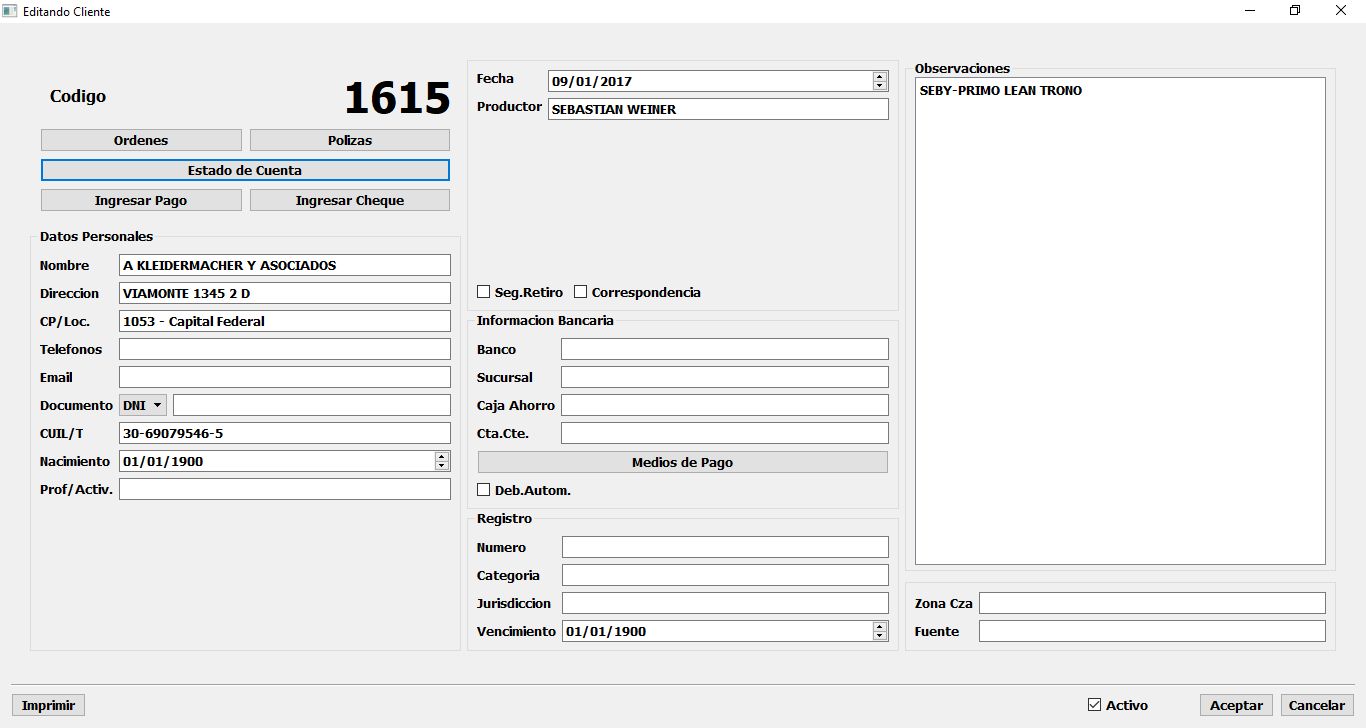 Editando Cliente
Codigo
1615
Ordenes
Polizas
Estado de Cuenta
Ingresar Pago
Ingresar Cheque
Datos Personales
Nombre A KLEIDERMACHER Y ASOCIADOS
Direccion VIAMONTE 1345 2 D
CP/Loc. 1053 - Capital Federal
Telefonos
Email
Documento DNI
CUIL/T 30-69079546-5
Nacimiento 01/01/1900
Prof/Activ.
Fecha 09/01/2017
Productor SEBASTIAN WEINER
Seg.Retiro Correspondencia
Informacion Bancaria
Banco
Sucursal
Caja Ahorro
Cta.Cte.
Medios de Pago
Deb.Autom.
Registro
Numero
Categoria
Jurisdiccion
Vencimiento 01/01/1900
Observaciones
SEBY-PRIMO LEAN TRONO
Zona Cza
Fuente
Imprimir
Activo
Aceptar
Cancelar